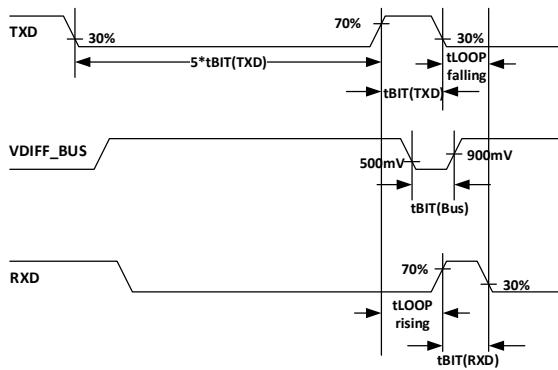 TXD
30%
5*tBIT(TXD)
70%
30%
tLOOP
falling
tBIT(TXD)
VDIFF_BUS
500mV
900mV
tBIT(Bus)
RXD
70%
30%
tLOOP
rising
tBIT(RXD)